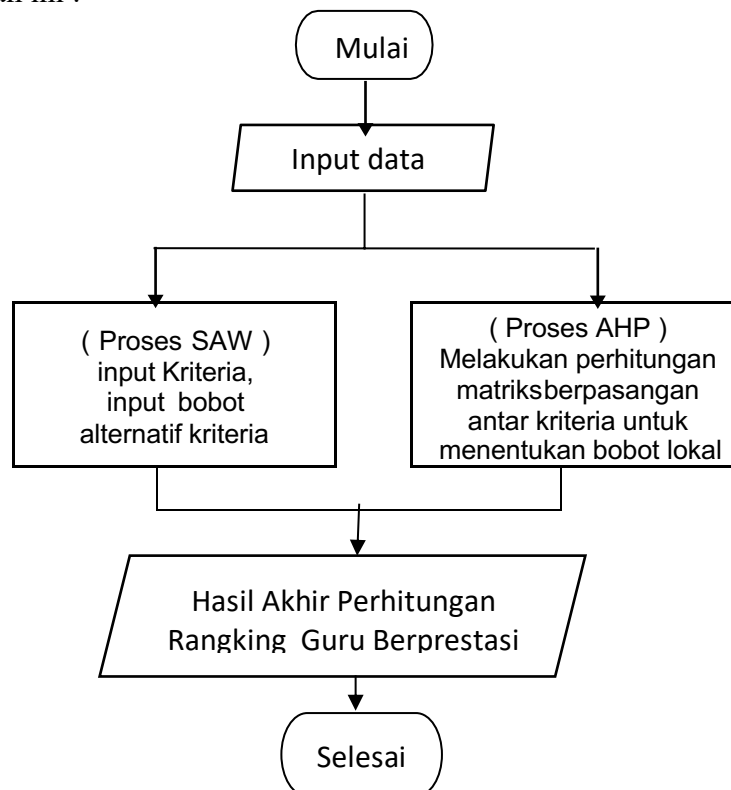 Mulai
Input data
( Proses SAW )
input Kriteria,
input bobot
alternatif kriteria
( Proses AHP )
Melakukan perhitungan
matriksberpasangan
antar kriteria untuk
menentukan bobot lokal
Hasil Akhir Perhitungan
Rangking Guru Berprestasi
Selesai